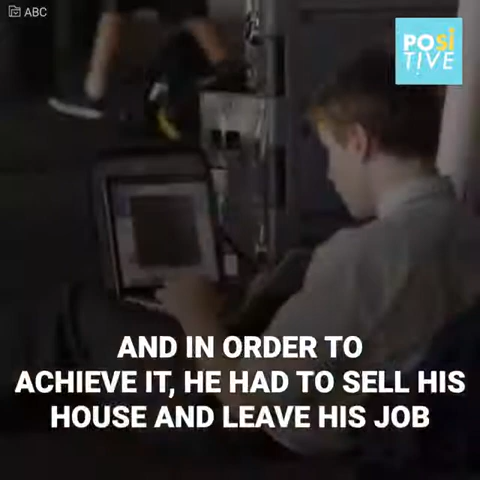 ABC
POSI
TIVE
AND IN ORDER TO
ACHIEVE IT, HE HAD TO SELL HIS
HOUSE AND LEAVE HIS JOB